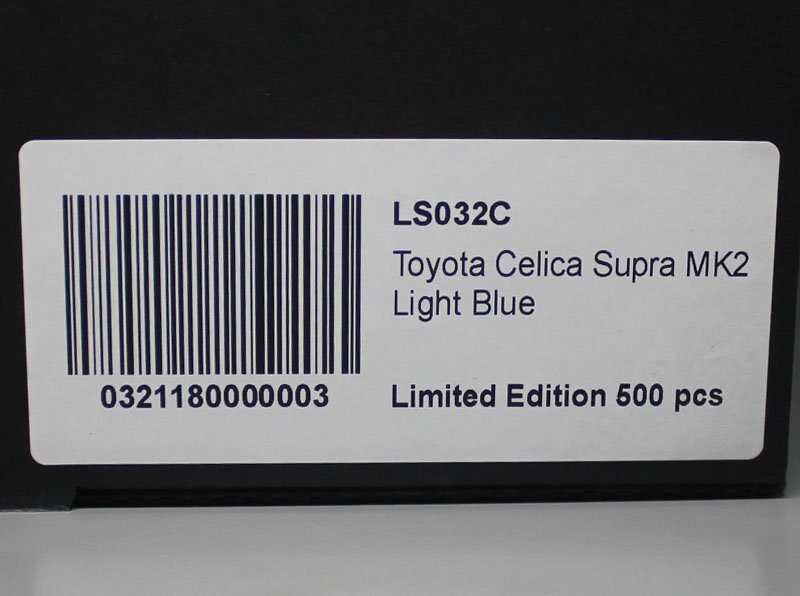 LS032C
Toyota Celica Supra MK2
Light Blue
0321180000003
Limited Edition 500 pcs